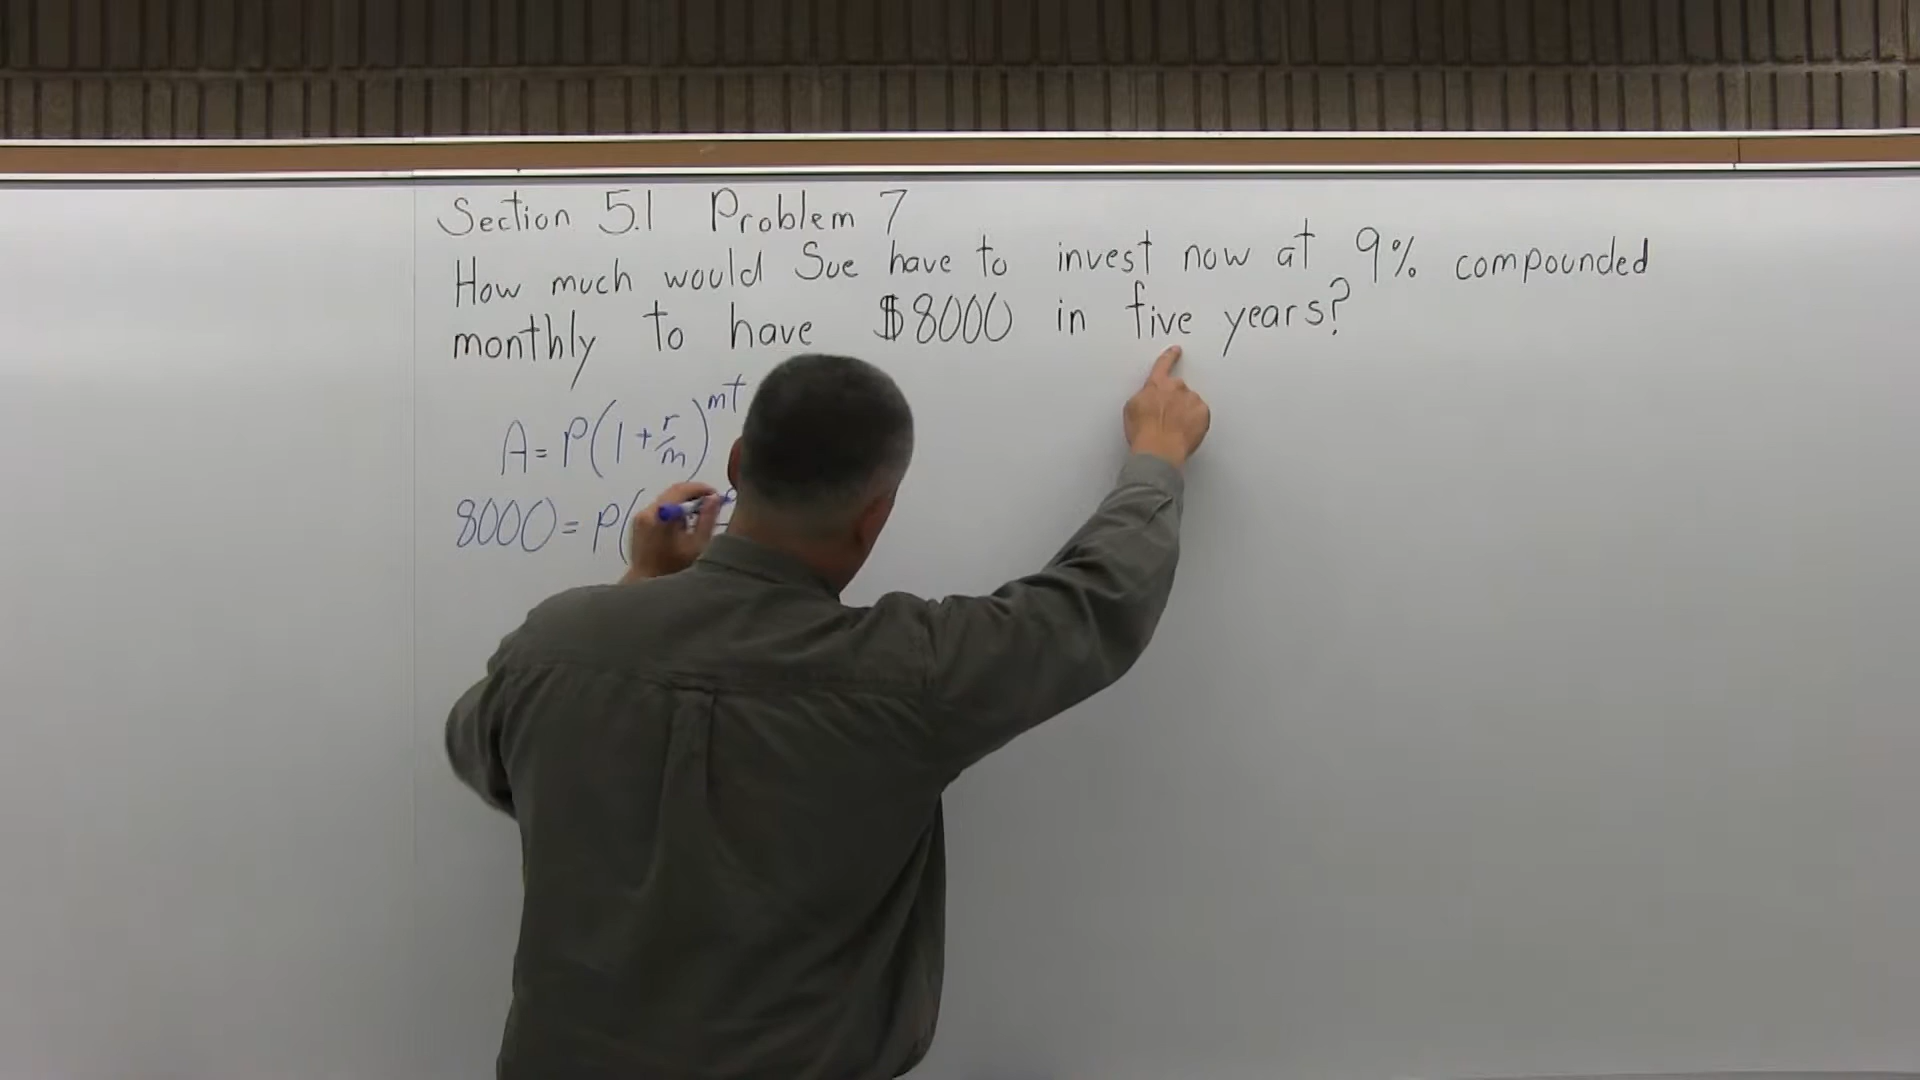 Section 5.1 Problem 7
How much would Sue have to invest now at 9% compounded
monthly to have $8000 in five years?
A=P(1+r/m)^mt
8000=P(